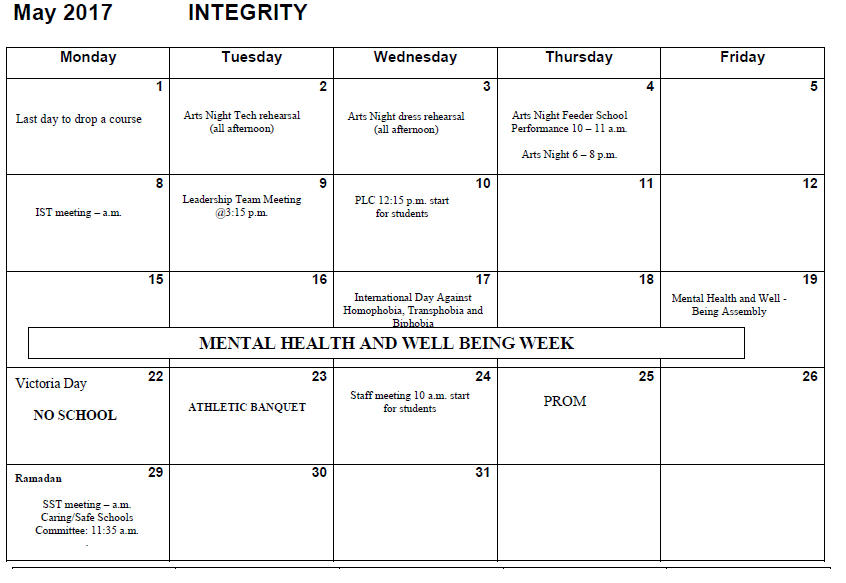 May 2017 INTEGRITY
Monday Tuesday Wednesday Thursday Friday
1
Last day to drop a course
2
Arts Night Tech rehearsal
(all afternoon)
3
Arts Night dress rehearsal
(all afternoon)
4
Arts Night Feeder School
Performance 10 – 11 a.m.
Arts Night 6 – 8 p.m.
5
8
IST meeting – a.m.
9
Leadership Team Meeting
@3:15 p.m.
10
PLC 12:15 p.m. start
for students
11
12
15
16
17
International Day Against
Homophobia, Transphobia and
Biphobia
18
19
Mental Health and Well -
Being Assembly
MENTAL HEALTH AND WELL BEING WEEK
22
Victoria Day
NO SCHOOL
23
ATHLETIC BANQUET
24
Staff meeting 10 a.m. start
for students
25
PROM
26
29
Ramadan
SST meeting – a.m.
Caring/Safe Schools
Committee: 11:35 a.m.
.
30
31